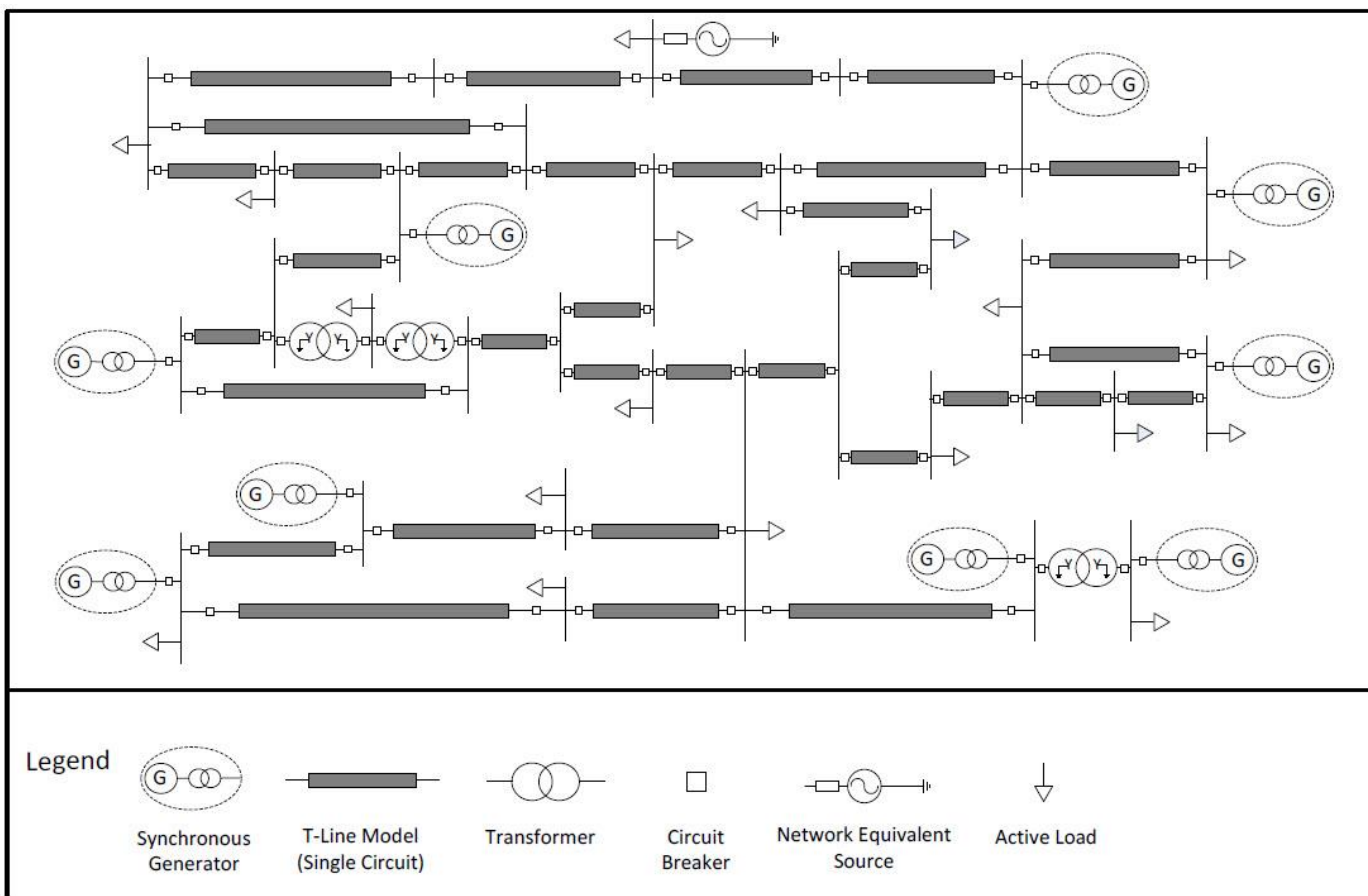 G
G
G
Y Y
Y Y
G
G
G
G
G
Y Y
G
Legend
G
Synchronous
Generator
T-Line Model
(Single Circuit)
Transformer
Circuit
Breaker
Network Equivalent
Source
Active Load